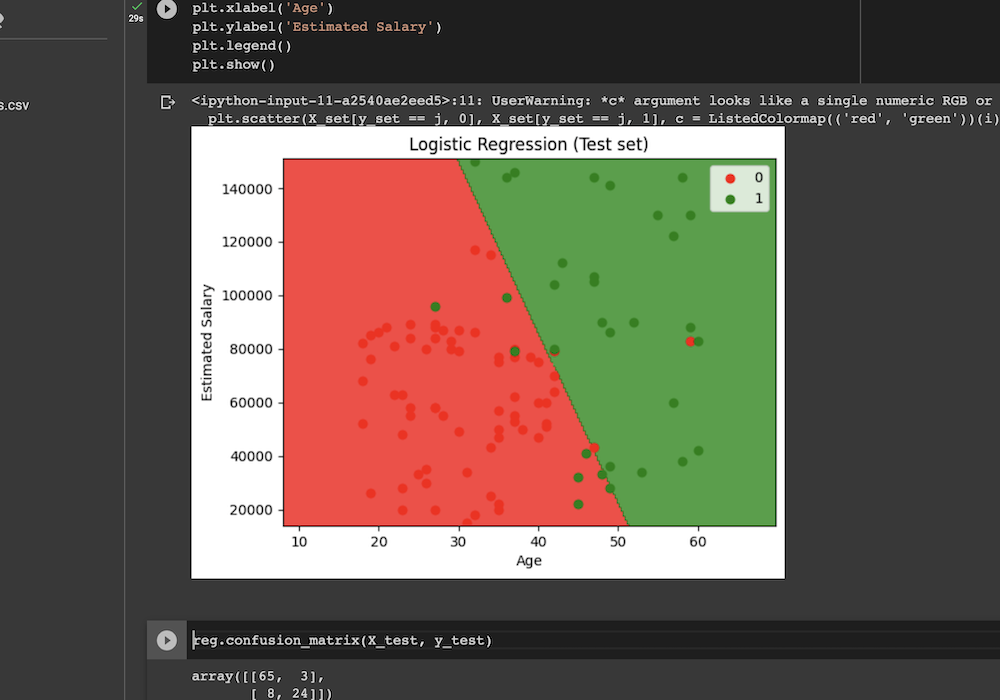 29s
plt.xlabel('Age')
plt.ylabel('Estimated Salary')
plt.legend()
plt.show()
s.csv
<ipython-input-11-a2540ae2eed5>:11: UserWarning: *c* argument looks like a single numeric RGB or
plt.scatter(X_set[y_set == j, 0], X_set[y_set == j, 1], c = ListedColormap(('red', 'green'))(i)
Logistic Regression (Test set)
0
1
140000
120000
100000
80000
60000
40000
20000
Estimated Salary
10 20 30 40 50 60
Age
reg.confusion_matrix(X_test, y_test)
array([[65, 3],
[ 8, 24]])